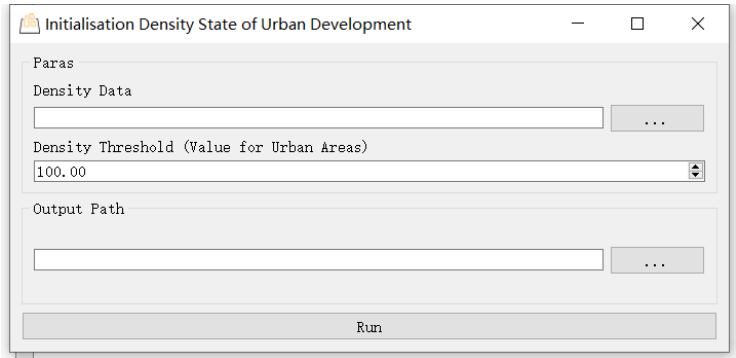 Initialisation Density State of Urban Development
Paras
Density Data
...
Density Threshold (Value for Urban Areas)
100.00
Output Path
...
Run